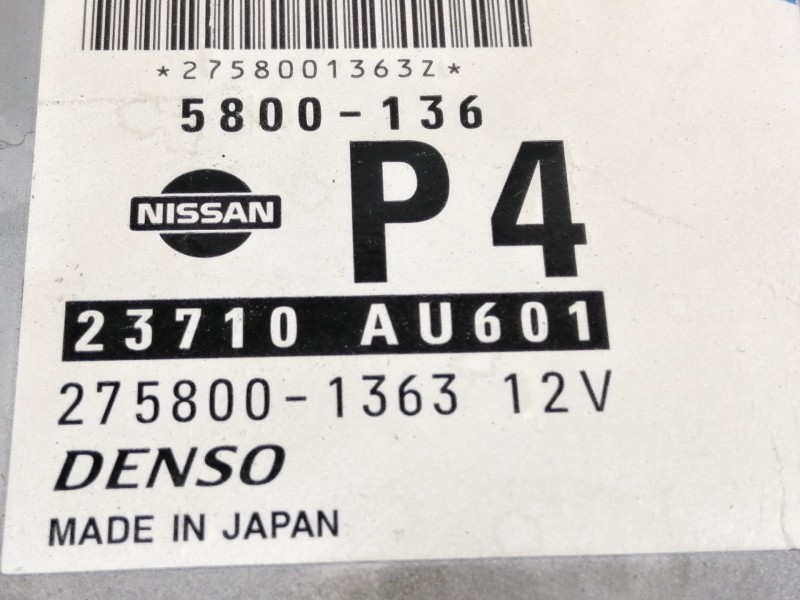 *2758001363Z*
5800-136
NISSAN
P4
23710 AU601
275800-1363 12V
DENSO
MADE IN JAPAN